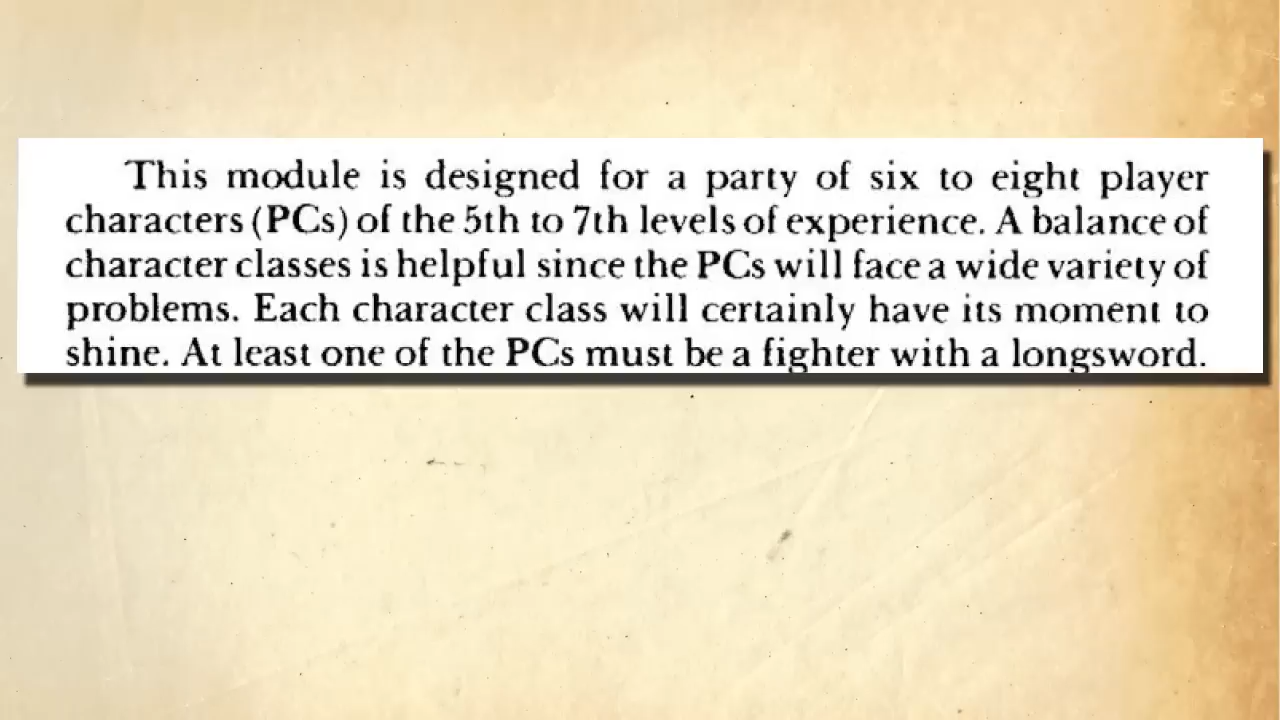 This module is designed for a party of six to eight player
characters (PCs) of the 5th to 7th levels of experience. A balance of
character classes is helpful since the PCs will face a wide variety of
problems. Each character class will certainly have its moment to
shine. At least one of the PCs must be a fighter with a longsword.